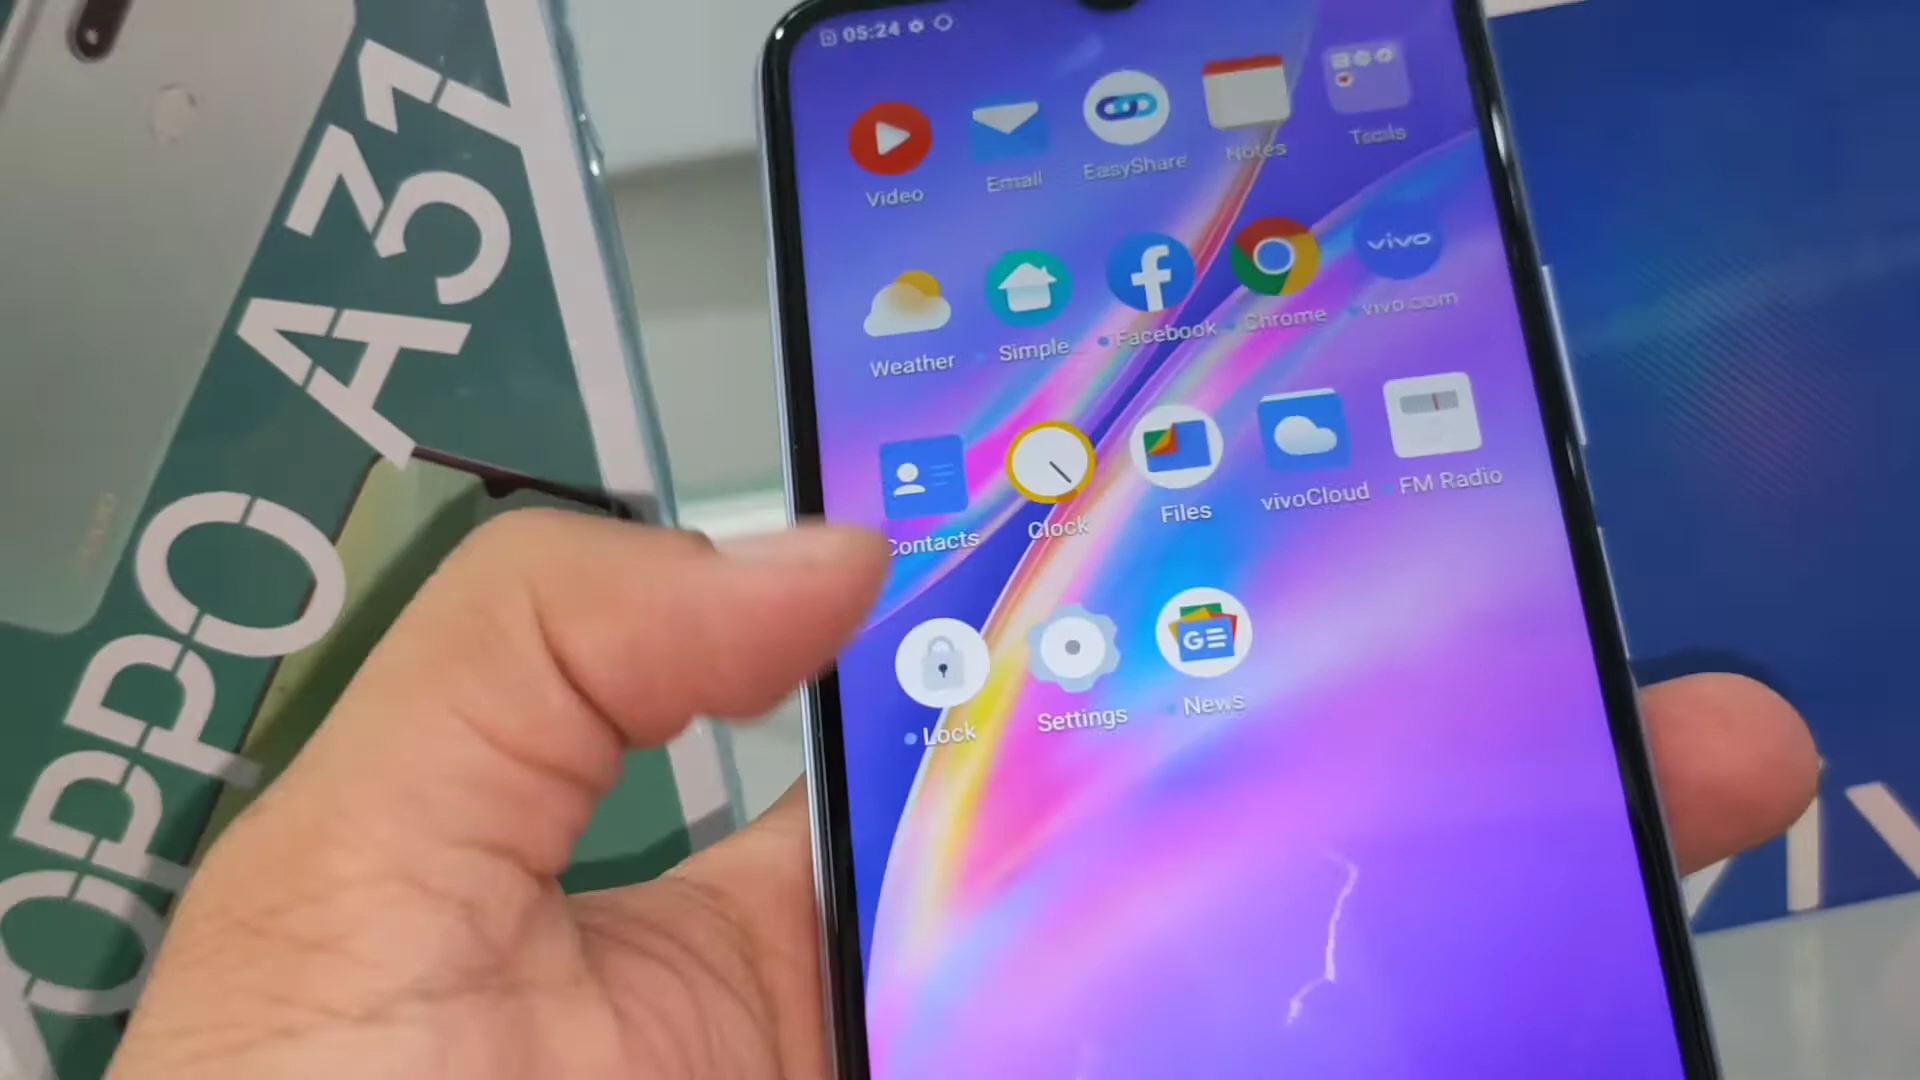 OPPO A31
05:24
Video
Email
EasyShare
Notes
Tools
Weather
Simple
Facebook
Chrome
vivo
vivo.com
Contacts
Clock
Files
vivoCloud
FM Radio
Lock
Settings
GE
News